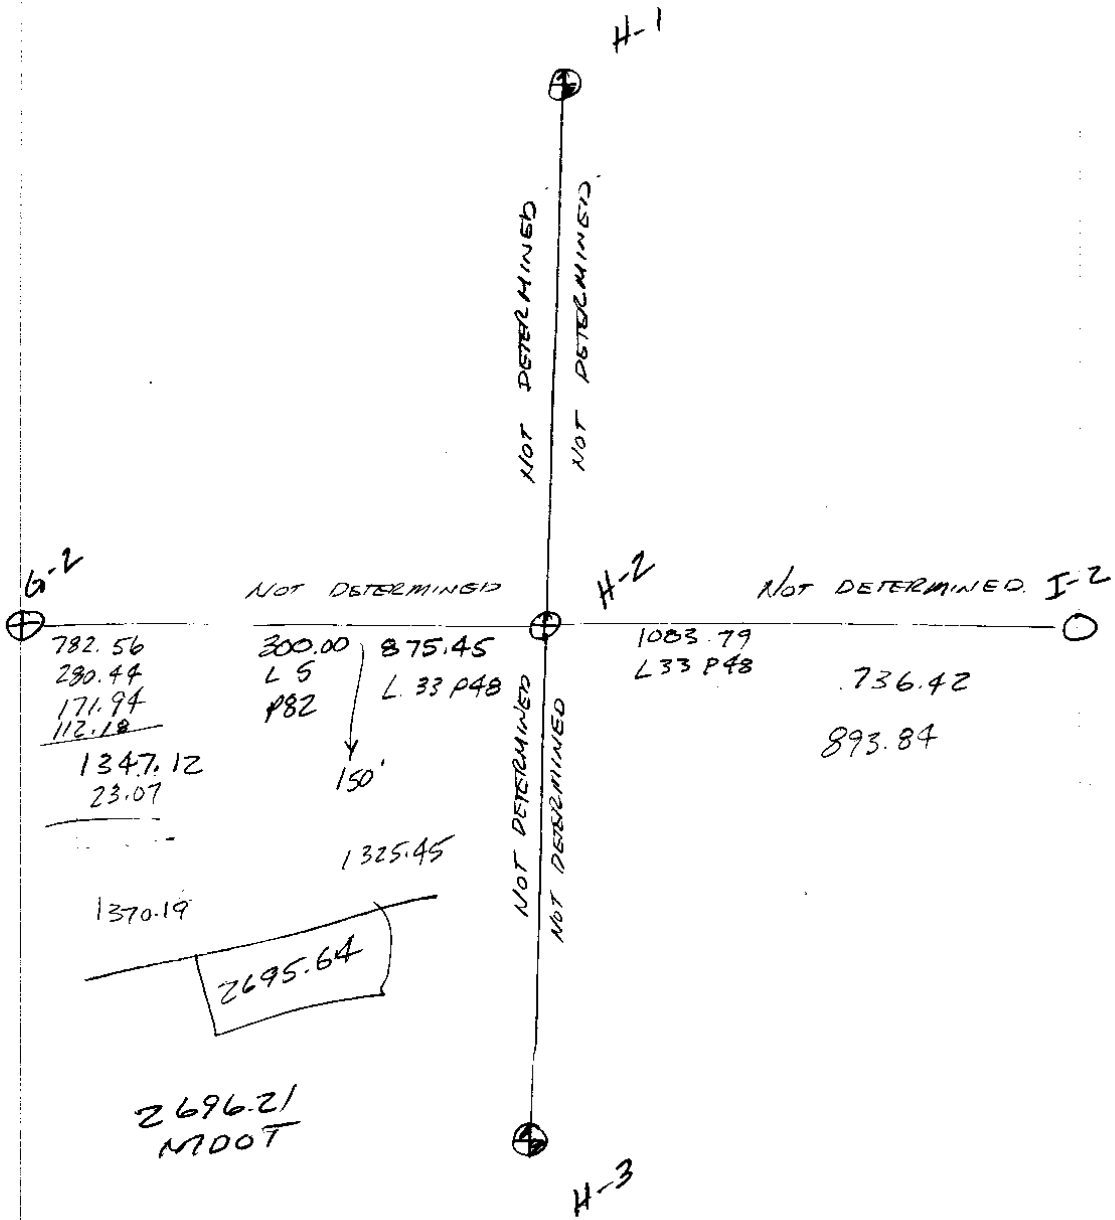 H-1
NOT DETERMINED.
NOT DETERMINED.
G-2
NOT DETERMINED
H-2
NOT DETERMINED.
I-2
782.56
280.44
171.94
112.18
1347.12
23.07
300.00
L 5
P82
150'
875.45
L. 33 P48
1083.79
L33 P48
736.42
893.84
NOT DETERMINED
NOT DETERMINED
1325.45
1370.19
2695.64
2696.21
MDOT
H-3